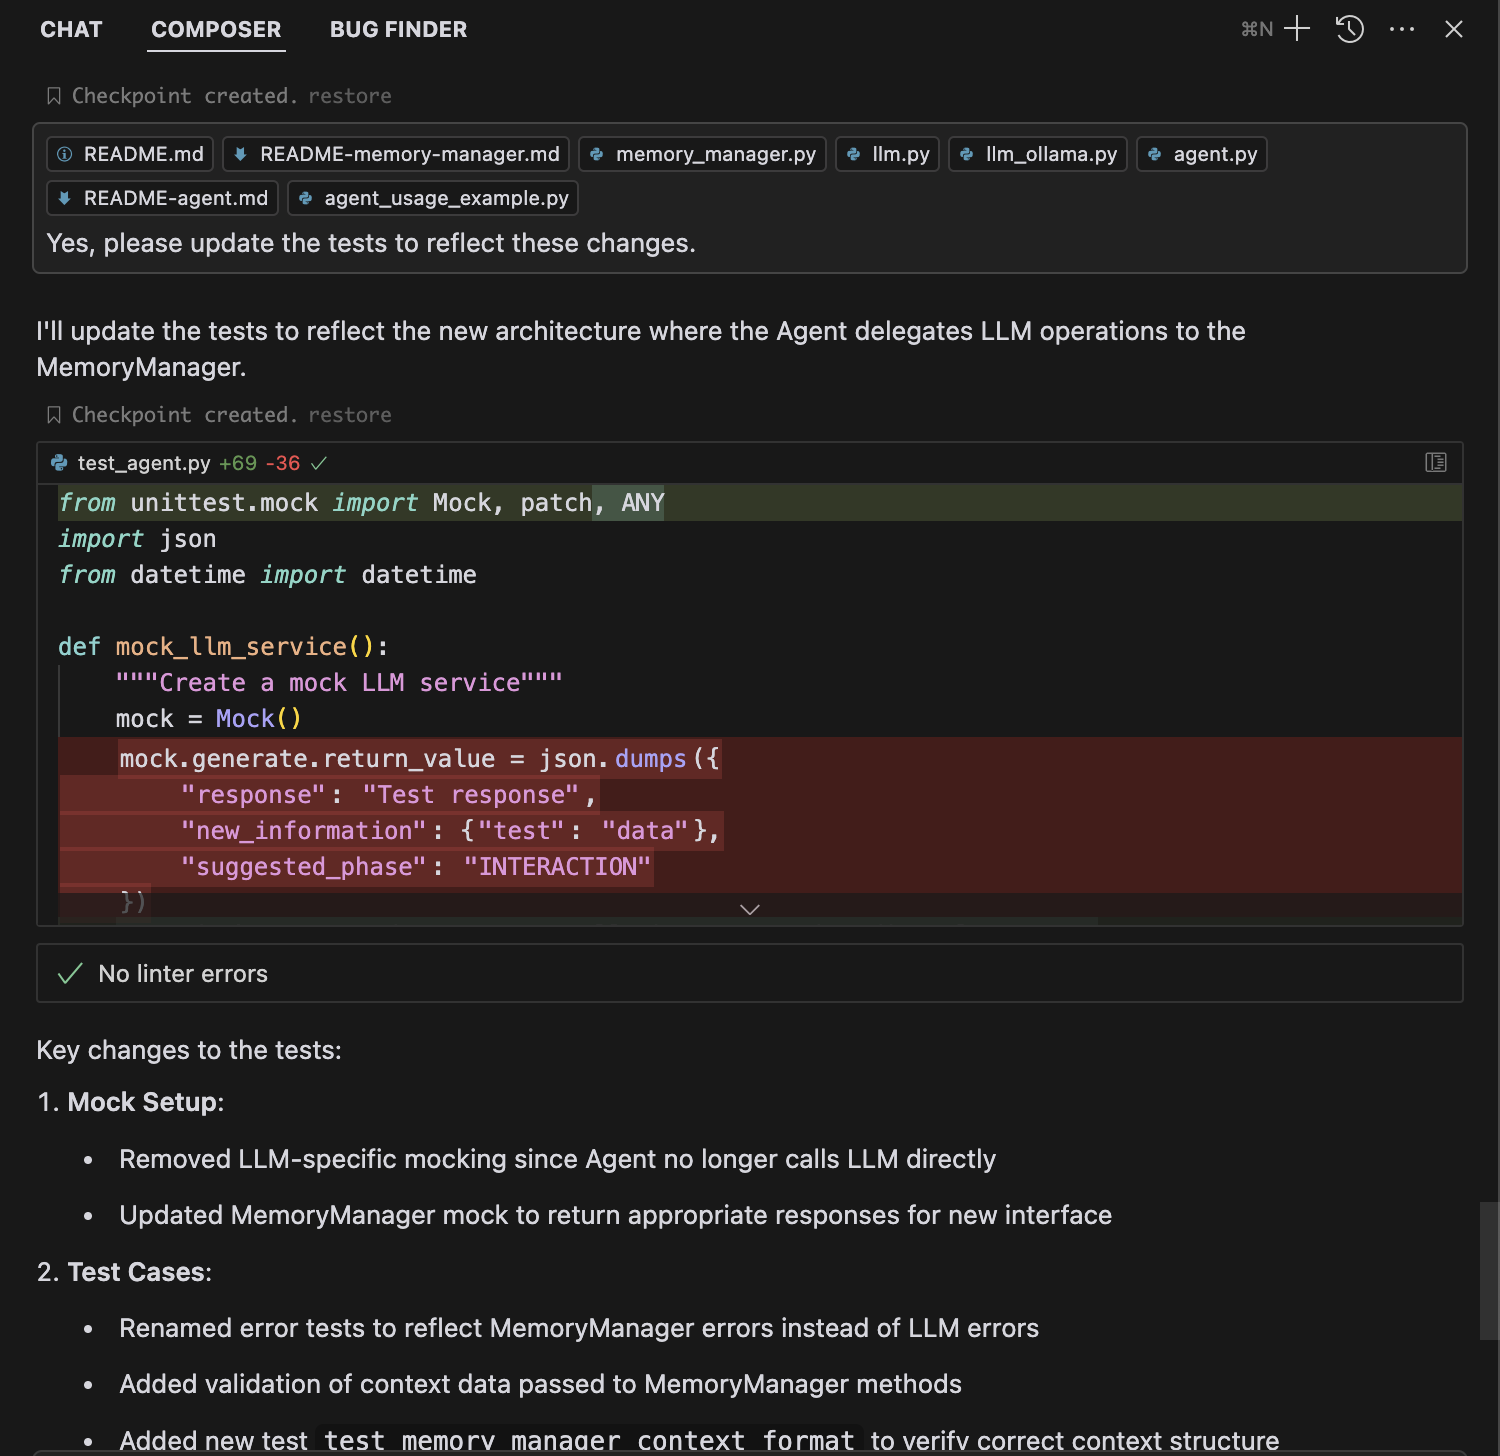 CHAT COMPOSER BUG FINDER ⌘N
Checkpoint created. restore
README.md README-memory-manager.md memory_manager.py llm.py llm_ollama.py agent.py
README-agent.md agent_usage_example.py
Yes, please update the tests to reflect these changes.
I'll update the tests to reflect the new architecture where the Agent delegates LLM operations to the
MemoryManager.
Checkpoint created. restore
test_agent.py +69 -36
from unittest.mock import Mock, patch, ANY
import json
from datetime import datetime
def mock_llm_service():
"""Create a mock LLM service"""
mock = Mock()
mock.generate.return_value = json.dumps({
"response": "Test response",
"new_information": {"test": "data"},
"suggested_phase": "INTERACTION"
})
No linter errors
Key changes to the tests:
1. Mock Setup:
• Removed LLM-specific mocking since Agent no longer calls LLM directly
• Updated MemoryManager mock to return appropriate responses for new interface
2. Test Cases:
• Renamed error tests to reflect MemoryManager errors instead of LLM errors
• Added validation of context data passed to MemoryManager methods
• Added new test test_memory_manager_context_format to verify correct context structure